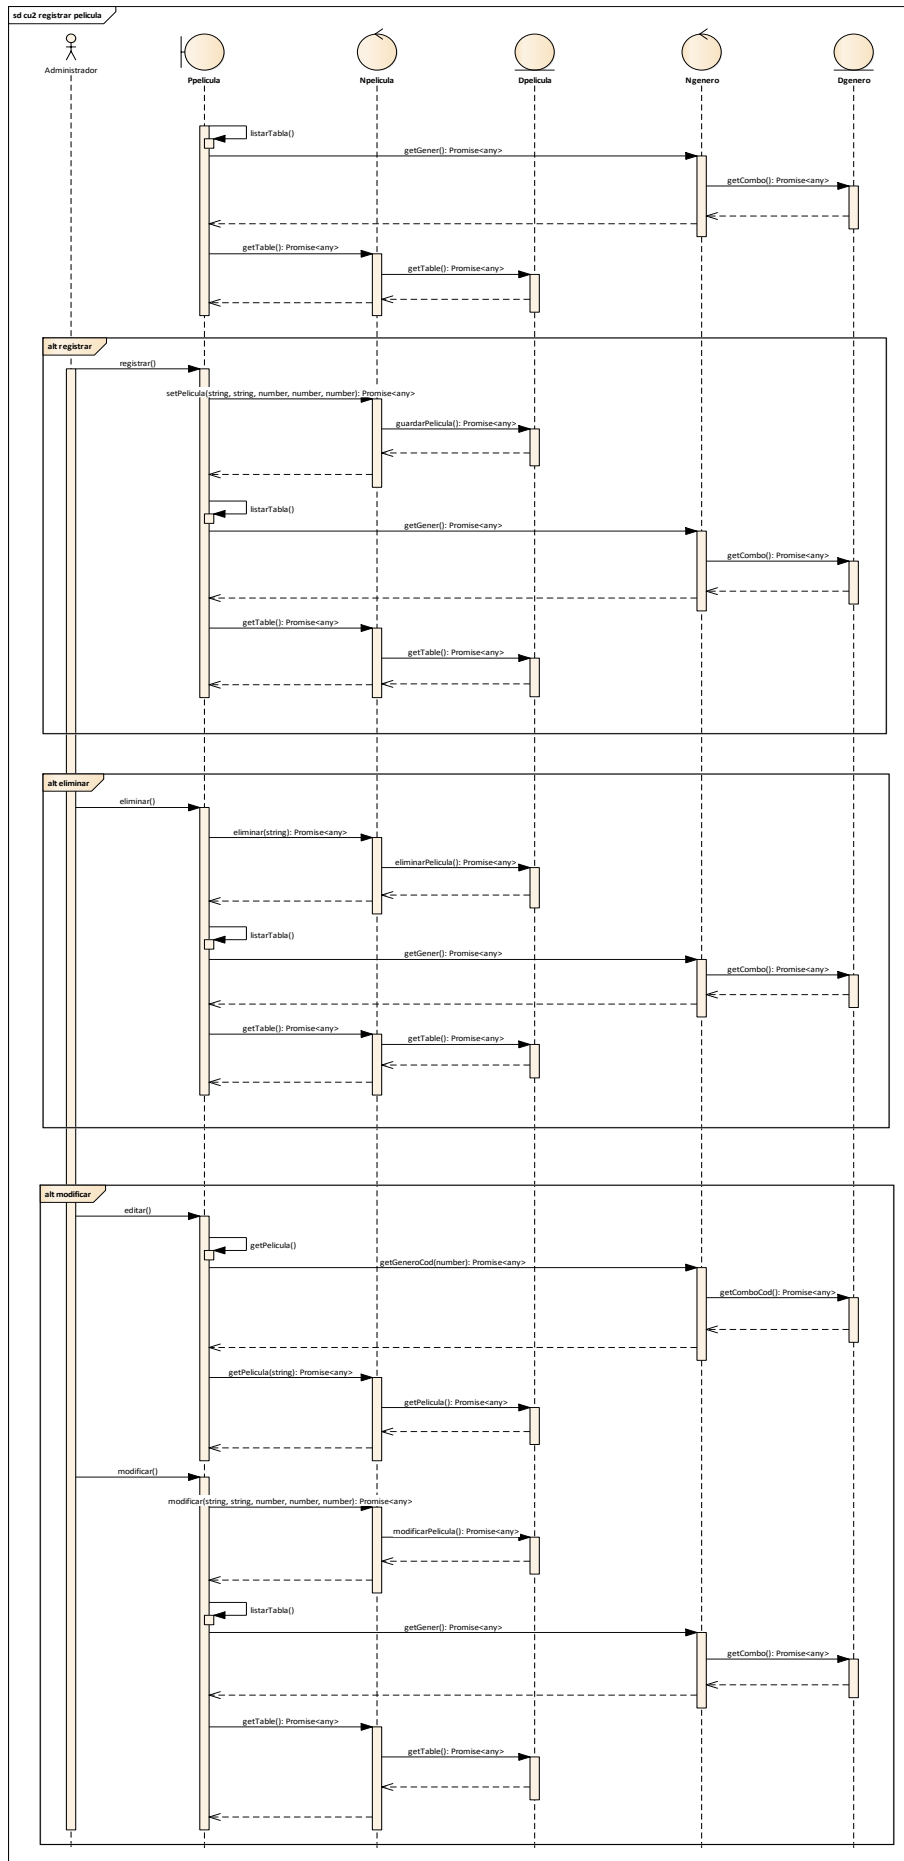 sd cu2 registrar pelicula
Administrador
Ppelicula
Npelicula
Dpelicula
Ngenero
Dgenero
listarTabla()
getGener(): Promise<any>
getCombo(): Promise<any>
getTable(): Promise<any>
getTable(): Promise<any>
alt registrar
registrar()
setPelicula(string, string, number, number, number): Promise<any>
guardarPelicula(): Promise<any>
listarTabla()
getGener(): Promise<any>
getCombo(): Promise<any>
getTable(): Promise<any>
getTable(): Promise<any>
alt eliminar
eliminar()
eliminar(string): Promise<any>
eliminarPelicula(): Promise<any>
listarTabla()
getGener(): Promise<any>
getCombo(): Promise<any>
getTable(): Promise<any>
getTable(): Promise<any>
alt modificar
editar()
getPelicula()
getGeneroCod(number): Promise<any>
getComboCod(): Promise<any>
getPelicula(string): Promise<any>
getPelicula(): Promise<any>
modificar()
modificar(string, string, number, number, number): Promise<any>
modificarPelicula(): Promise<any>
listarTabla()
getGener(): Promise<any>
getCombo(): Promise<any>
getTable(): Promise<any>
getTable(): Promise<any>